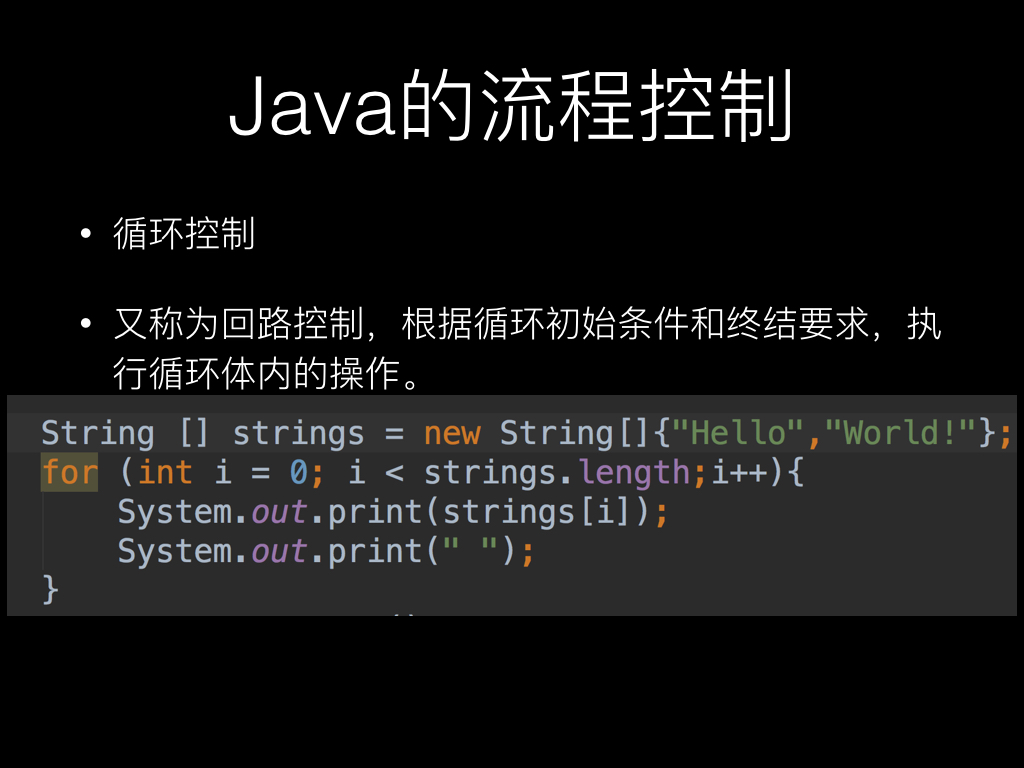 Java的流程控制
• 循环控制
• 又称为回路控制，根据循环初始条件和终结要求，执
行循环体内的操作。
String [] strings = new String[]{"Hello","World!"};
for (int i = 0; i < strings.length;i++){
    System.out.print(strings[i]);
    System.out.print(" ");
}